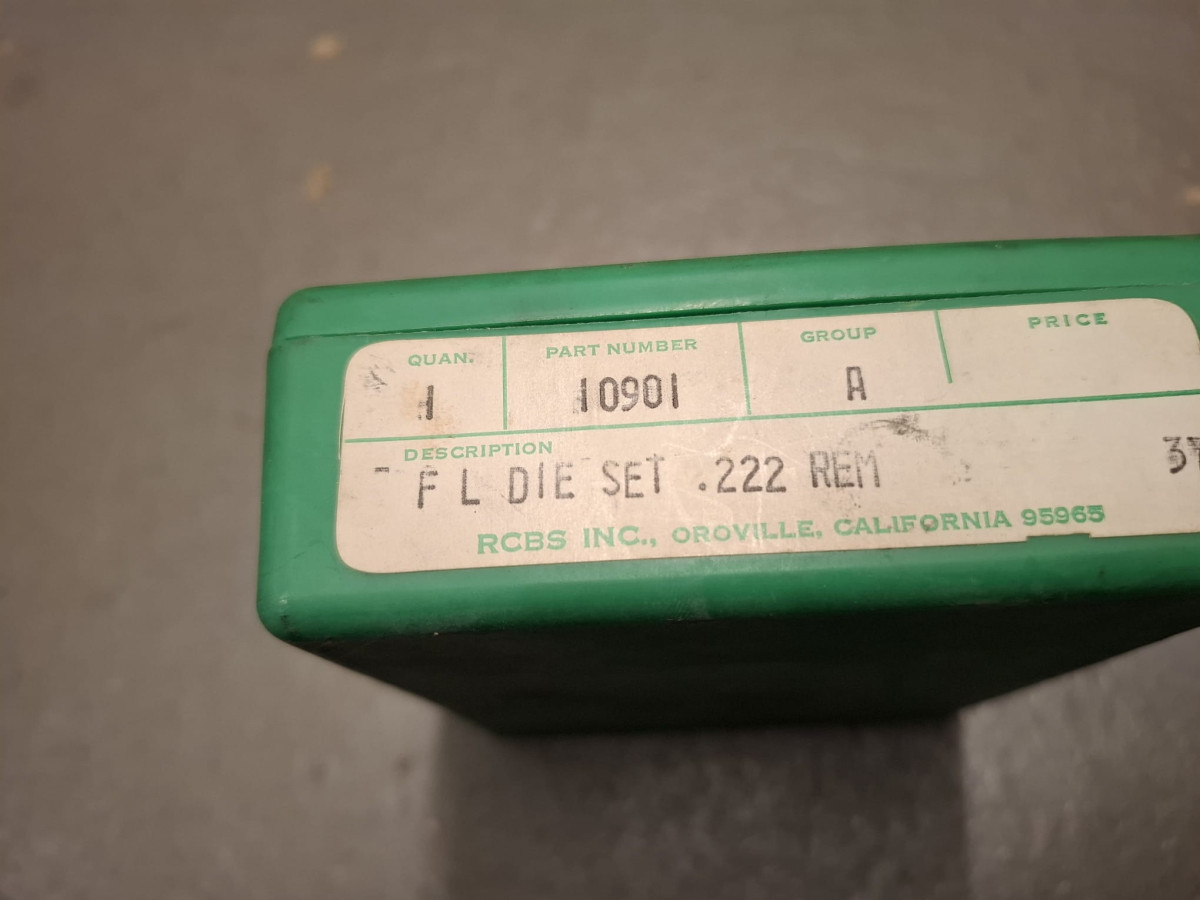 QUAN. PART NUMBER GROUP PRICE
1 10901 A
DESCRIPTION
F L DIE SET .222 REM
RCBS INC., OROVILLE, CALIFORNIA 95965